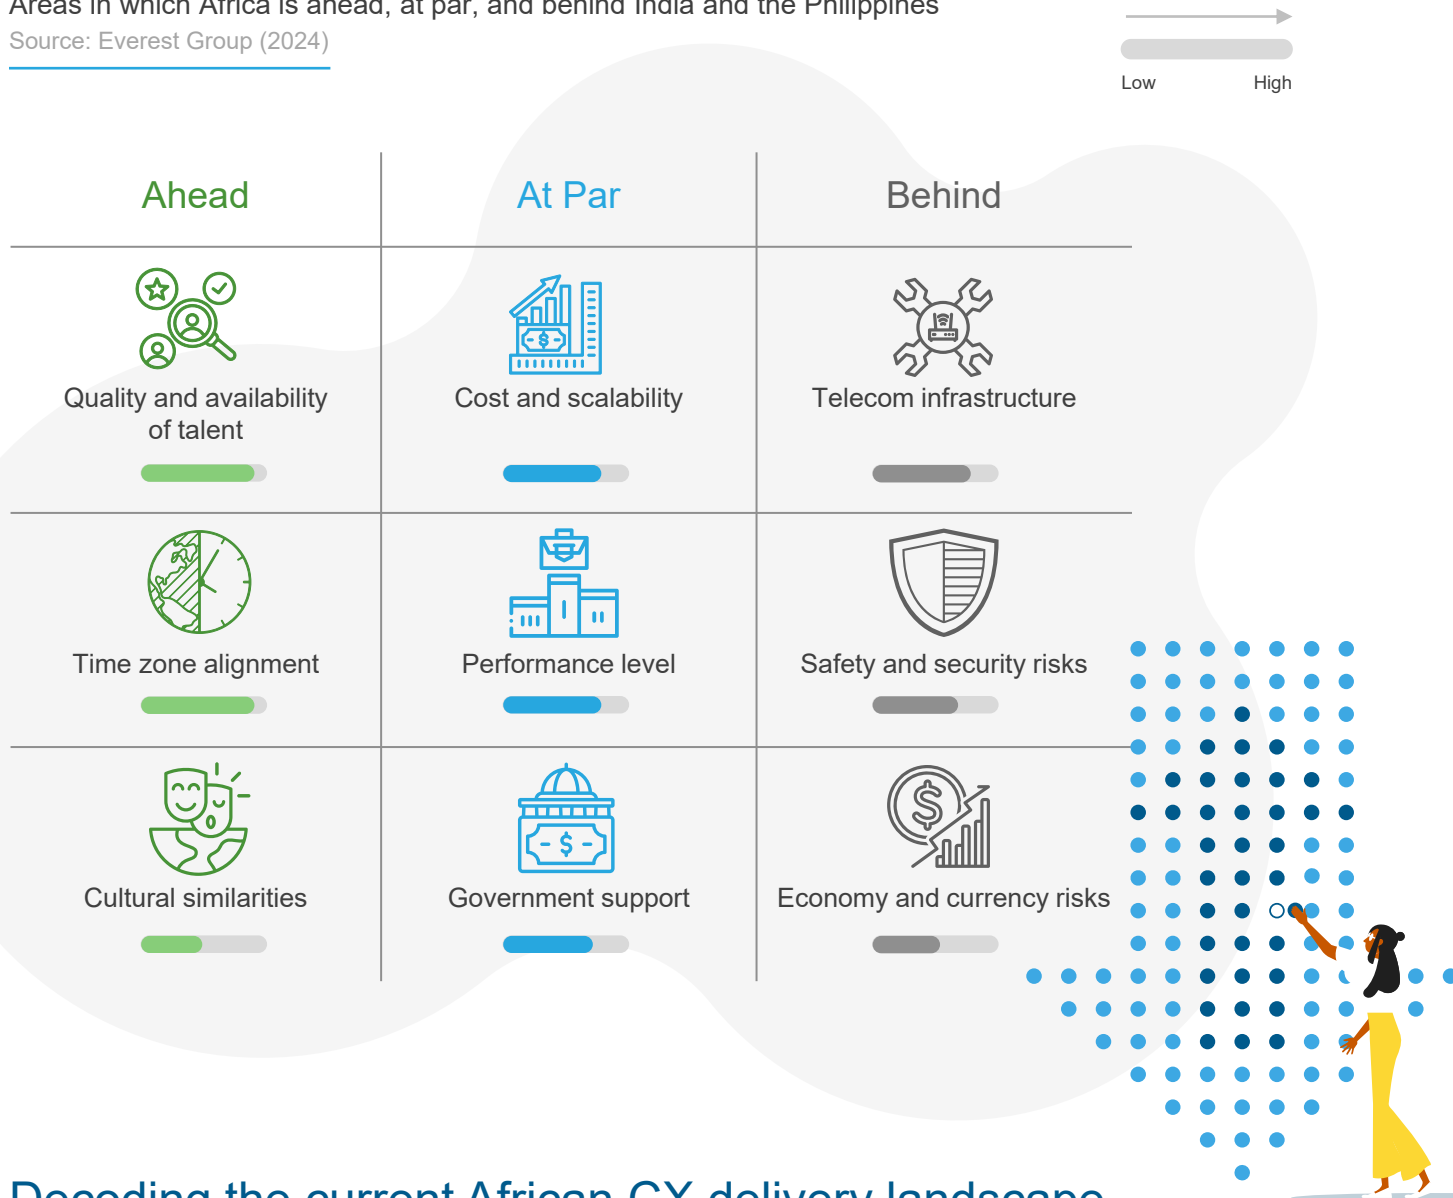 Areas in which Africa is ahead, at par, and behind India and the Philippines
Source: Everest Group (2024)
Low High
Ahead At Par Behind
Quality and availability
of talent
Cost and scalability
Telecom infrastructure
Time zone alignment
Performance level
Safety and security risks
Cultural similarities
Government support
Economy and currency risks
Decoding the current African CX delivery landscape